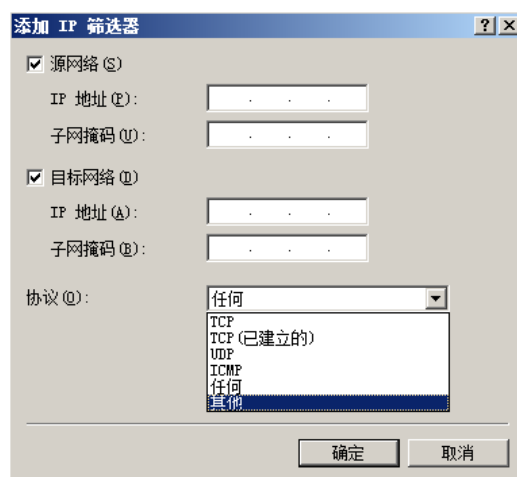 添加 IP 筛选器
源网络(S)
IP 地址(P):
子网掩码(U):
目标网络(D)
IP 地址(A):
子网掩码(B):
协议(O): 任何
TCP
TCP(已建立的)
UDP
ICMP
任何
其他
确定 取消